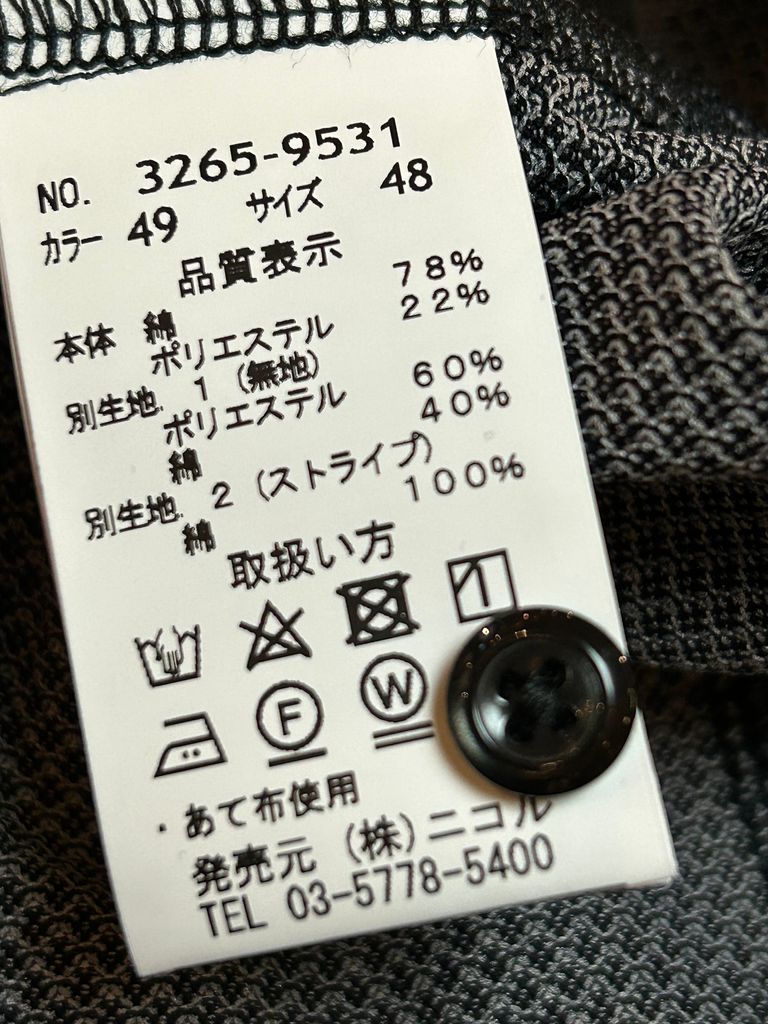 NO. 3265-9531
カラー 49 サイズ 48
品質表示
本体 綿 78%
ポリエステル 22%
別生地. 1 (無地)
ポリエステル 60%
綿 40%
別生地. 2 (ストライプ)
綿 100%
取扱い方
F W
・あて布使用
発売元 (株)ニコル
TEL 03-5778-5400